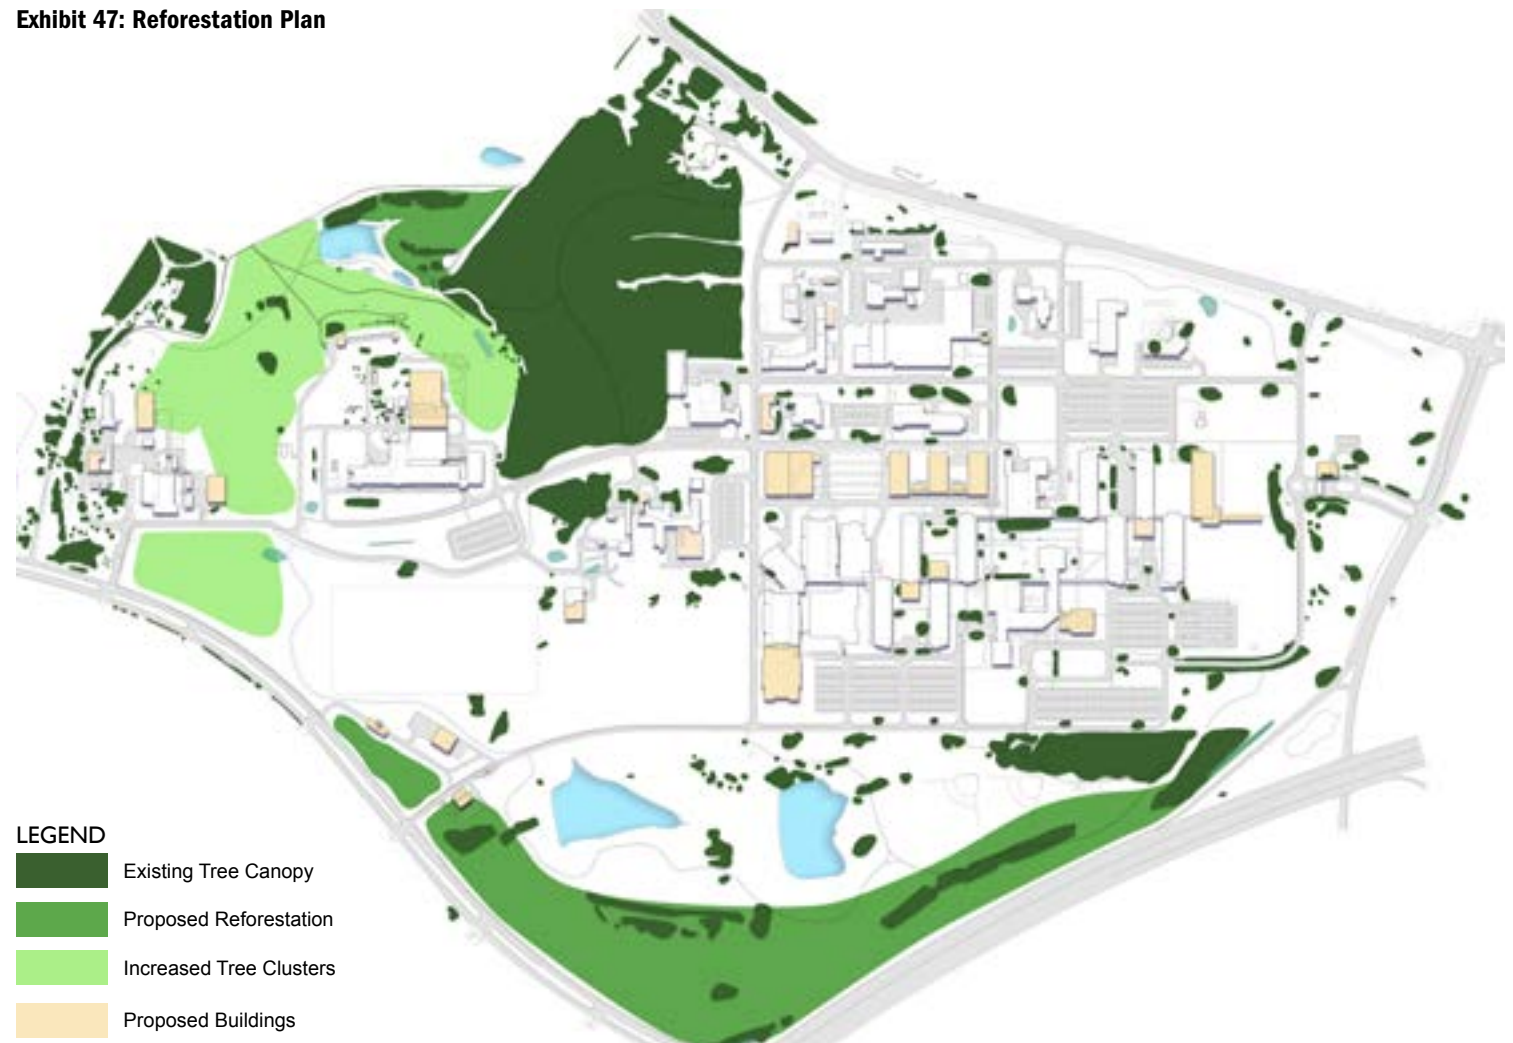 Exhibit 47: Reforestation Plan
LEGEND
Existing Tree Canopy
Proposed Reforestation
Increased Tree Clusters
Proposed Buildings